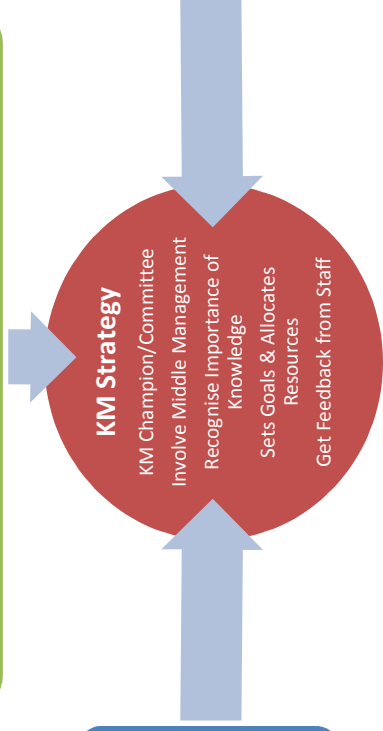 KM Strategy
KM Champion/Committee
Involve Middle Management
Recognise Importance of
Knowledge
Sets Goals & Allocates
Resources
Get Feedback from Staff